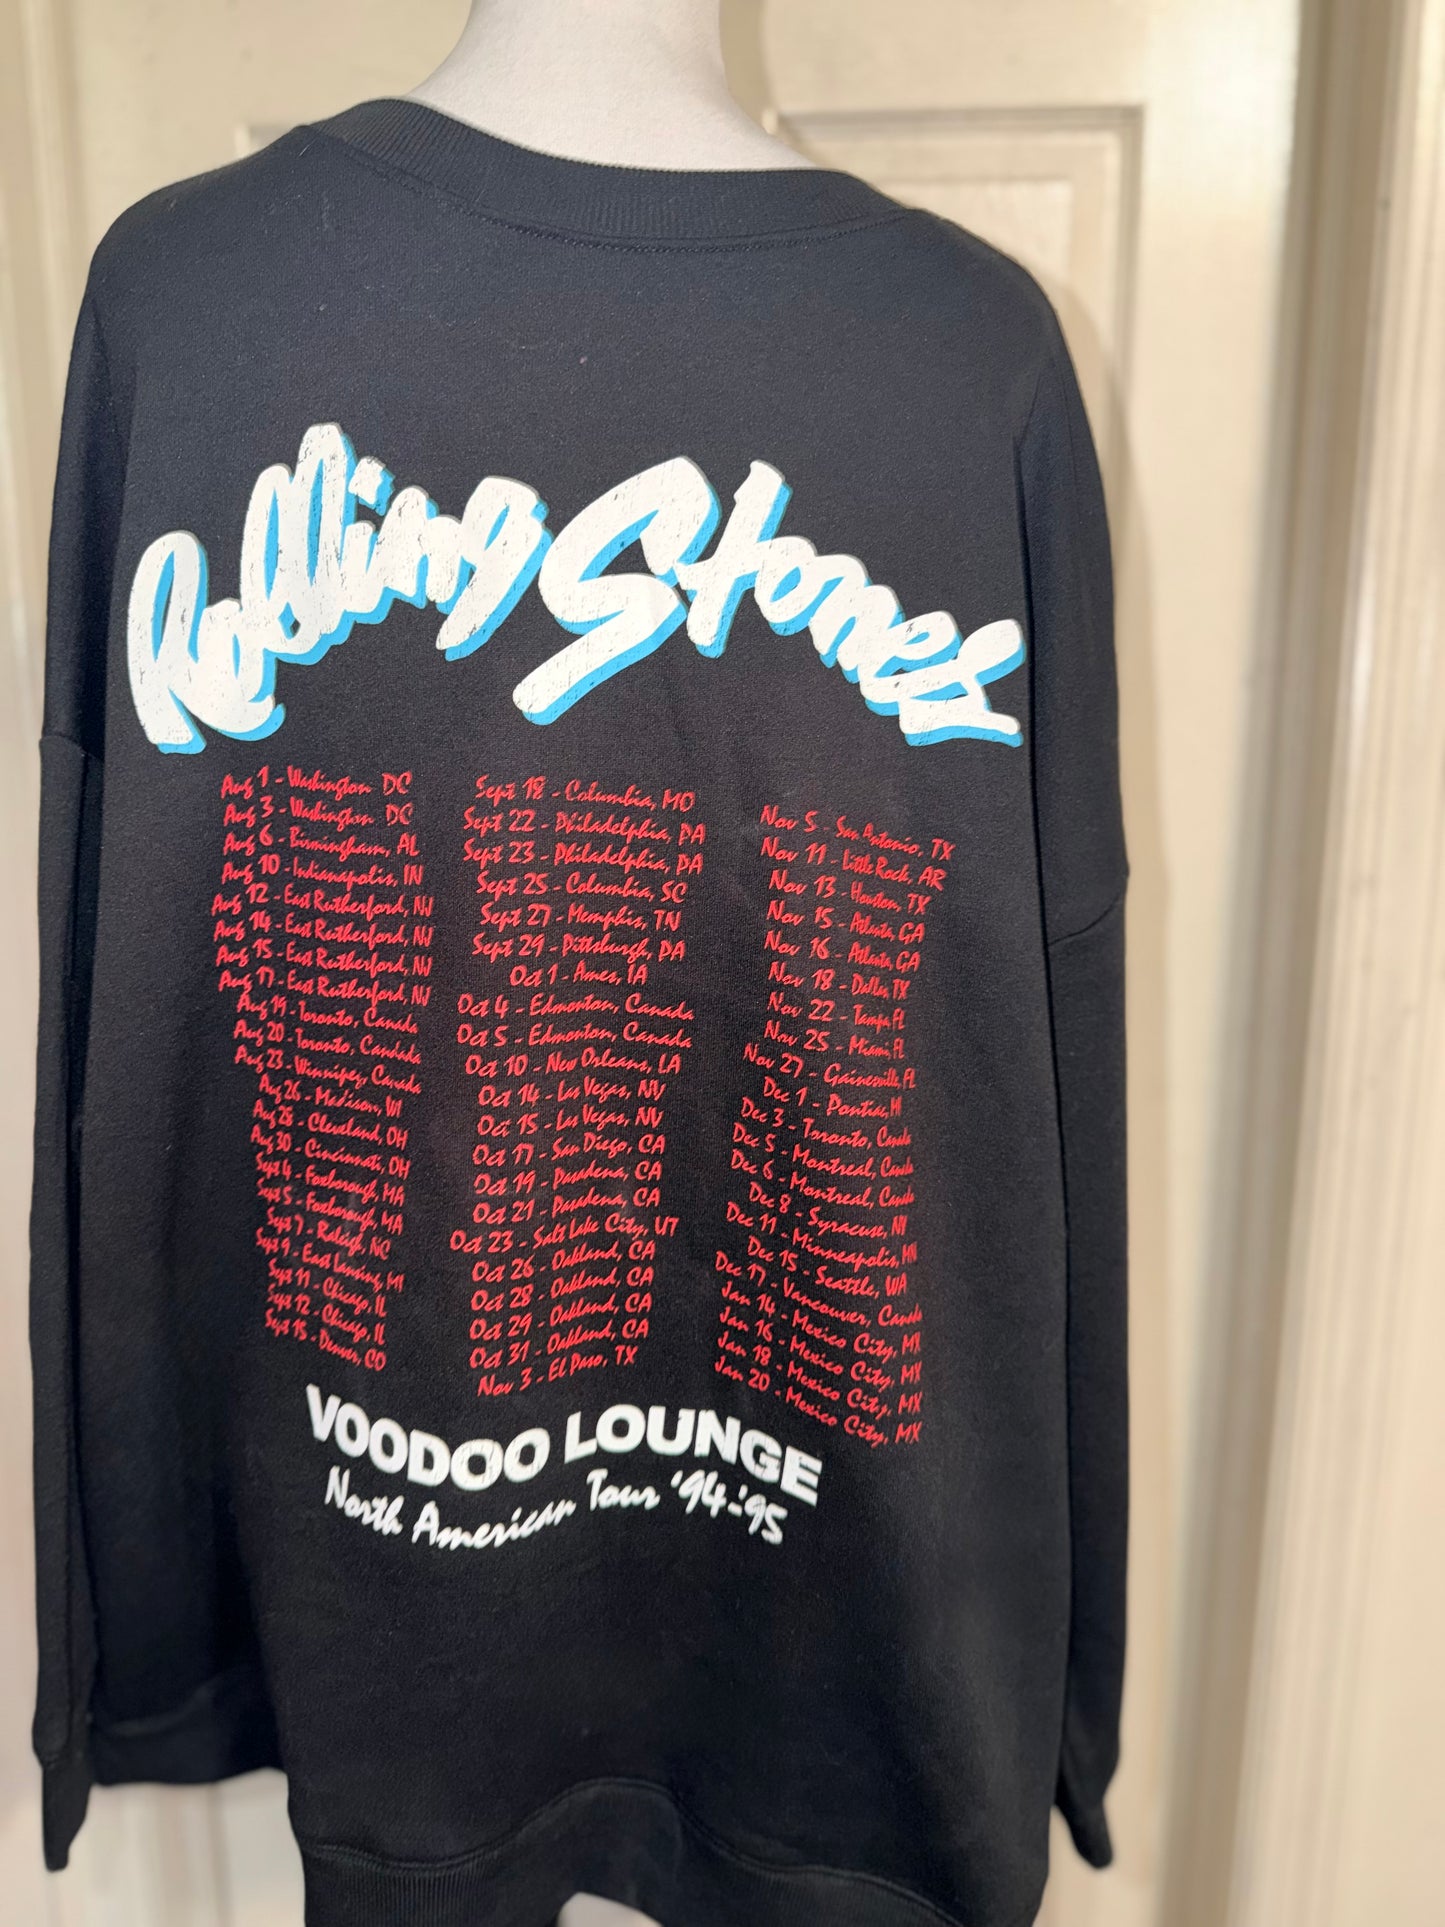 Rolling Stones
Aug 1 - Washington DC
Aug 3 - Washington DC
Aug 6 - Birmingham, AL
Aug 10 - Indianapolis, IN
Aug 12 - East Rutherford, NJ
Aug 14 - East Rutherford, NJ
Aug 15 - East Rutherford, NJ
Aug 17 - East Rutherford, NJ
Aug 19 - Toronto, Canada
Aug 20 - Toronto, Candada
Aug 23 - Winnipeg, Canada
Aug 26 - Madison, WI
Aug 28 - Cleveland, OH
Aug 30 - Cincinnati, OH
Sept 4 - Foxborough, MA
Sept 5 - Foxborough, MA
Sept 7 - Raleigh, NC
Sept 9 - East Lansing, MI
Sept 11 - Chicago, IL
Sept 12 - Chicago, IL
Sept 15 - Denver, CO
Sept 18 - Columbia, MO
Sept 22 - Philadelphia, PA
Sept 23 - Philadelphia, PA
Sept 25 - Columbia, SC
Sept 27 - Memphis, TN
Sept 29 - Pittsburgh, PA
Oct 1 - Ames, IA
Oct 4 - Edmonton, Canada
Oct 5 - Edmonton, Canada
Oct 10 - New Orleans, LA
Oct 14 - Las Vegas, NV
Oct 15 - Las Vegas, NV
Oct 17 - San Diego, CA
Oct 19 - Pasadena, CA
Oct 21 - Pasadena, CA
Oct 23 - Salt Lake City, UT
Oct 26 - Oakland, CA
Oct 28 - Oakland, CA
Oct 29 - Oakland, CA
Oct 31 - Oakland, CA
Nov 3 - El Paso, TX
Nov 5 - San Antonio, TX
Nov 11 - Little Rock, AR
Nov 13 - Houston, TX
Nov 15 - Atlanta, GA
Nov 16 - Atlanta, GA
Nov 18 - Dallas, TX
Nov 22 - Tampa, FL
Nov 25 - Miami, FL
Nov 27 - Gainesville, FL
Dec 1 - Pontiac, MI
Dec 3 - Toronto, Canada
Dec 5 - Montreal, Canada
Dec 6 - Montreal, Canada
Dec 8 - Syracuse, NY
Dec 11 - Minneapolis, MN
Dec 15 - Seattle, WA
Dec 17 - Vancouver, Canada
Jan 14 - Mexico City, MX
Jan 16 - Mexico City, MX
Jan 18 - Mexico City, MX
Jan 20 - Mexico City, MX
VOODOO LOUNGE
North American Tour '94-'95